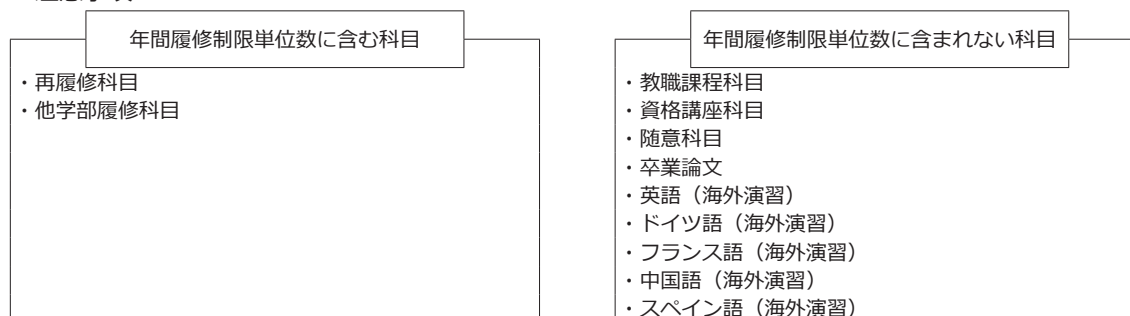 年間履修制限単位数に含む科目
・再履修科目
・他学部履修科目
年間履修制限単位数に含まれない科目
・教職課程科目
・資格講座科目
・随意科目
・卒業論文
・英語（海外演習）
・ドイツ語（海外演習）
・フランス語（海外演習）
・中国語（海外演習）
・スペイン語（海外演習）